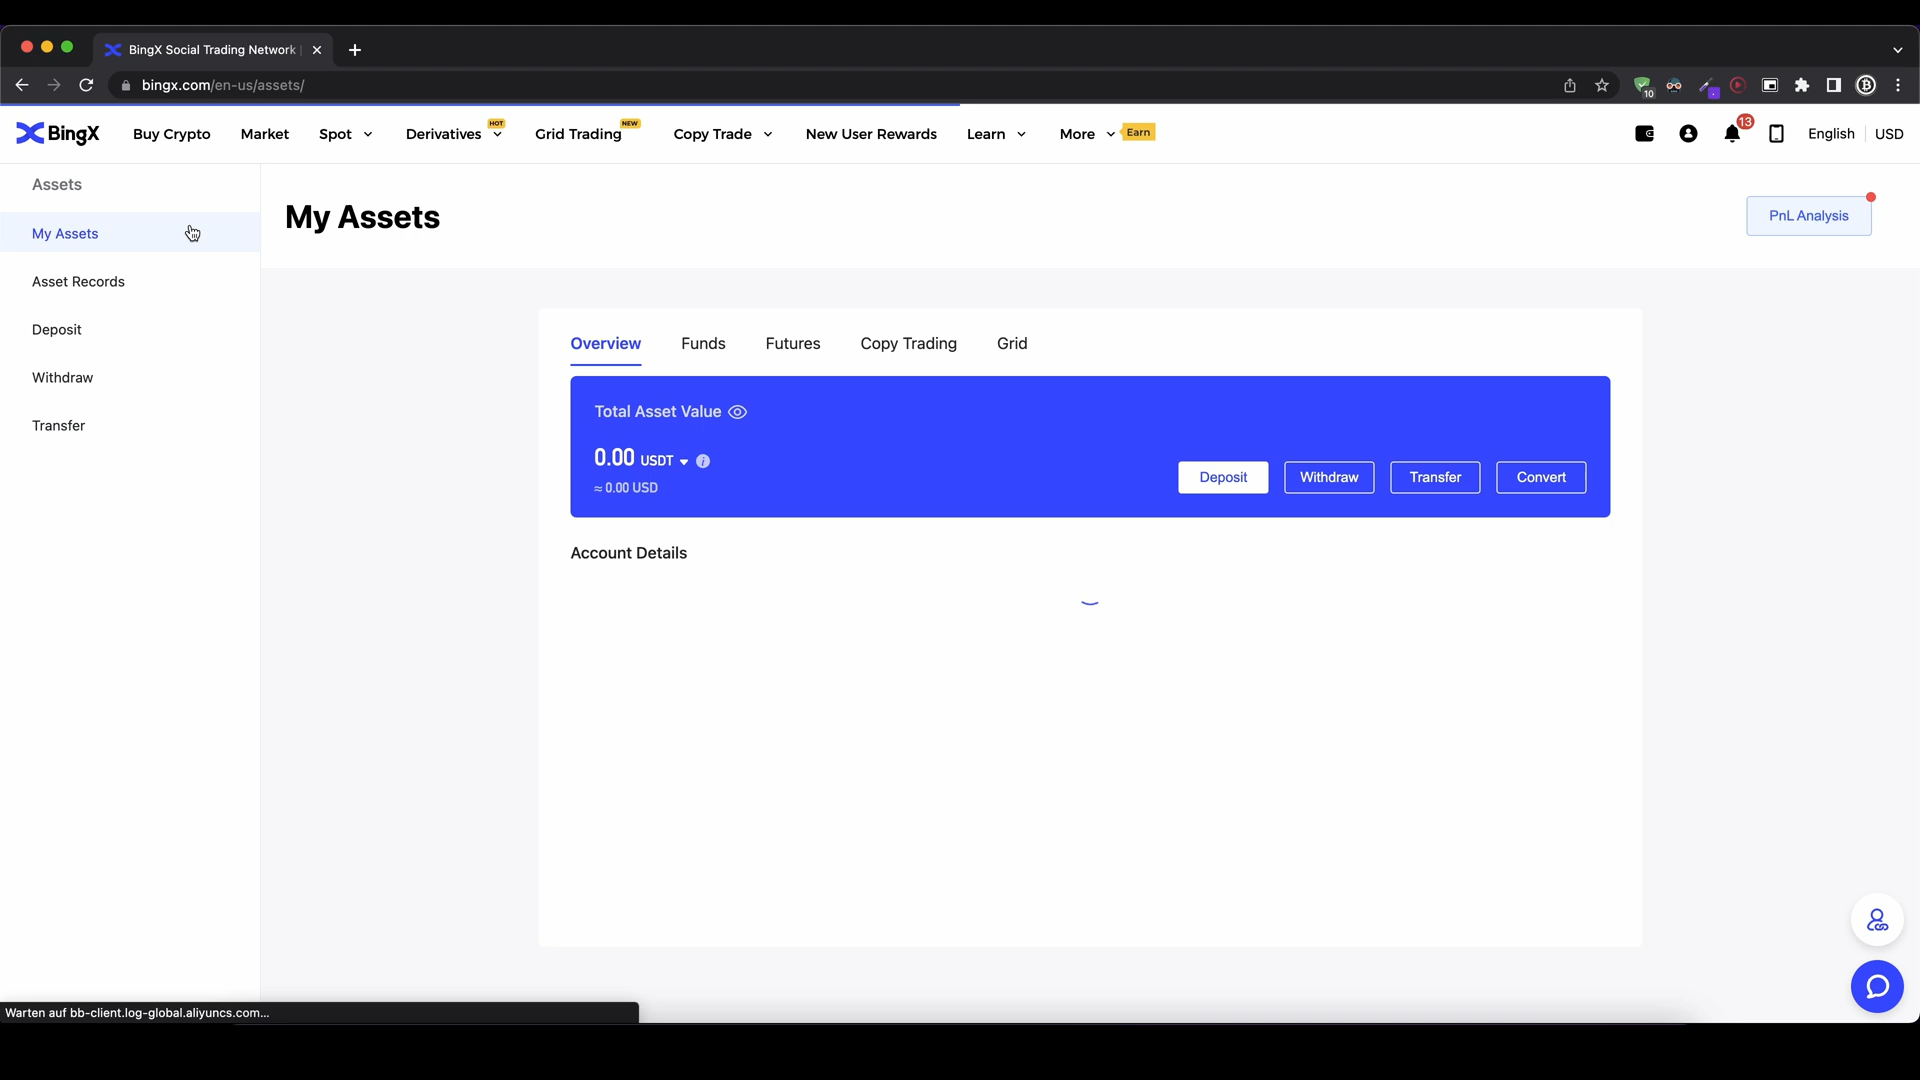 BingX Social Trading Network |
bingx.com/en-us/assets/
10
BingX
Buy Crypto
Market
Spot
Derivatives
HOT
Grid Trading
NEW
Copy Trade
New User Rewards
Learn
More
Earn
13
English
USD
Assets
My Assets
Asset Records
Deposit
Withdraw
Transfer
My Assets
PnL Analysis
Overview
Funds
Futures
Copy Trading
Grid
Total Asset Value
0.00 USDT
≈ 0.00 USD
Deposit
Withdraw
Transfer
Convert
Account Details
Warten auf bb-client.log-global.aliyuncs.com...